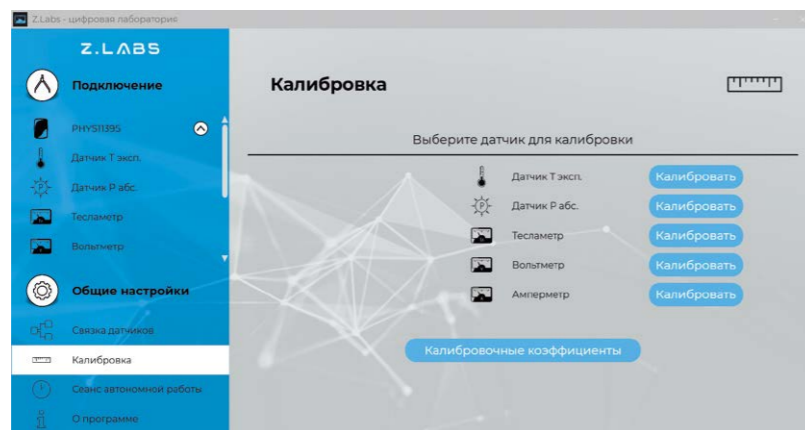 Z.Labs - цифровая лаборатория
Z.LABS
Подключение
PHYS11395
Датчик T эксп.
Датчик P абс.
Тесламетр
Вольтметр
Общие настройки
Связка датчиков
Калибровка
Сеанс автономной работы
О программе
Калибровка
Выберите датчик для калибровки
Датчик T эксп. Калибровать
Датчик P абс. Калибровать
Тесламетр Калибровать
Вольтметр Калибровать
Амперметр Калибровать
Калибровочные коэффициенты